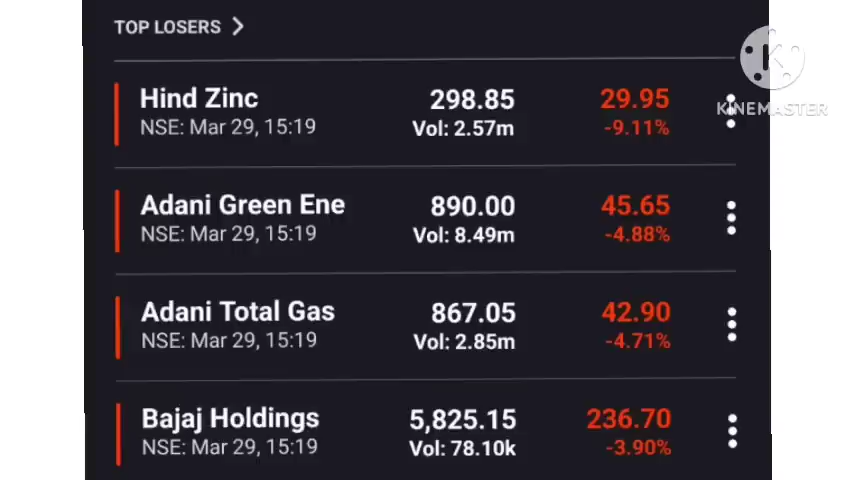 TOP LOSERS
Hind Zinc 298.85 29.95
NSE: Mar 29, 15:19 Vol: 2.57m -9.11%
KINEMASTER
Adani Green Ene 890.00 45.65
NSE: Mar 29, 15:19 Vol: 8.49m -4.88%
Adani Total Gas 867.05 42.90
NSE: Mar 29, 15:19 Vol: 2.85m -4.71%
Bajaj Holdings 5,825.15 236.70
NSE: Mar 29, 15:19 Vol: 78.10k -3.90%